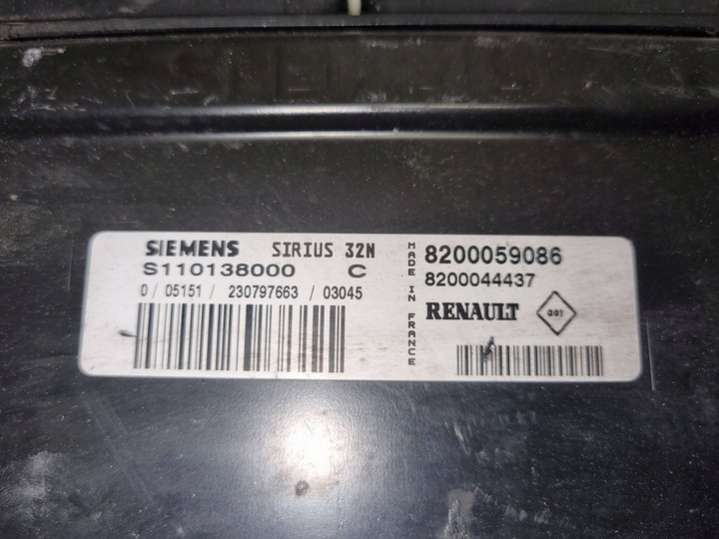 SIEMENS SIRIUS 32N
S110138000 C
0 / 05151 / 230797663 / 03045
MADE IN FRANCE
8200059086
8200044437
RENAULT